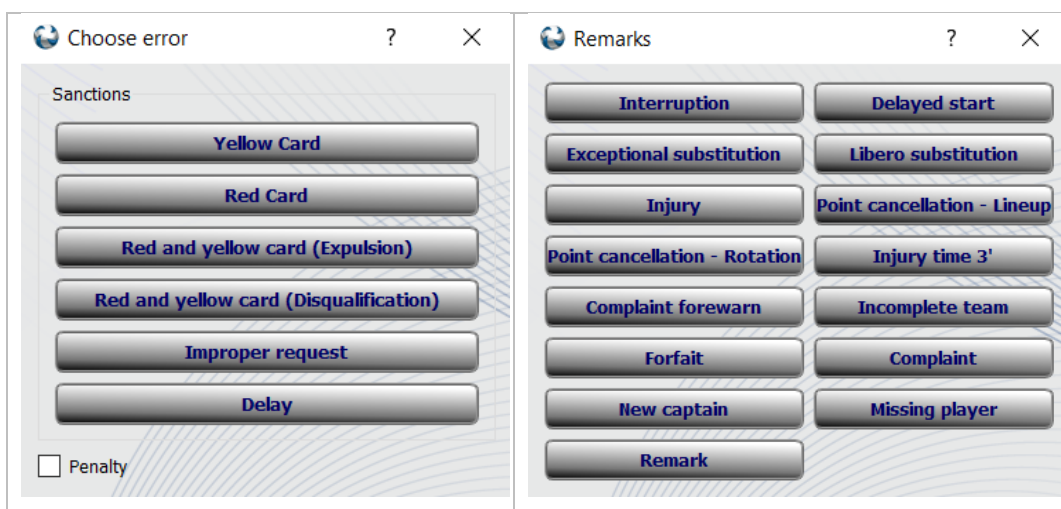 Choose error ? ✕
Sanctions
Yellow Card
Red Card
Red and yellow card (Expulsion)
Red and yellow card (Disqualification)
Improper request
Delay
Penalty
Remarks ? ✕
Interruption
Delayed start
Exceptional substitution
Libero substitution
Injury
Point cancellation - Lineup
Point cancellation - Rotation
Injury time 3'
Complaint forewarn
Incomplete team
Forfait
Complaint
New captain
Missing player
Remark